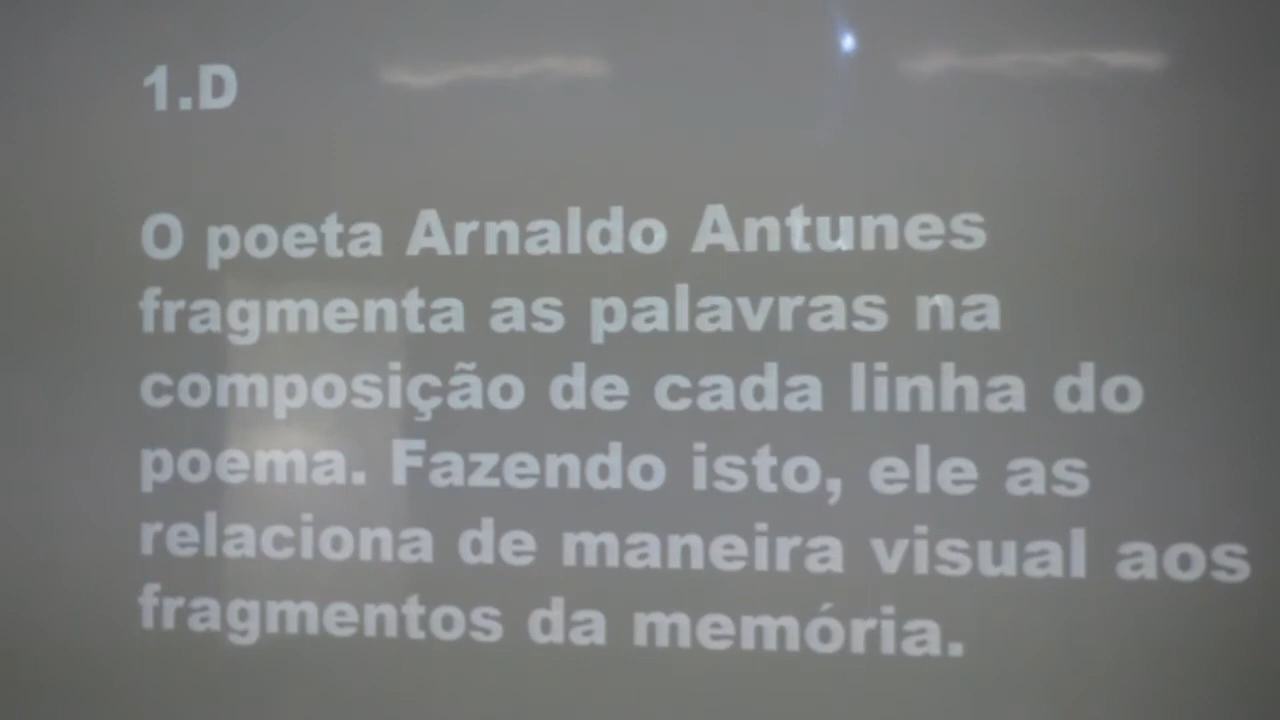 1.D
O poeta Arnaldo Antunes
fragmenta as palavras na
composição de cada linha do
poema. Fazendo isto, ele as
relaciona de maneira visual aos
fragmentos da memória.